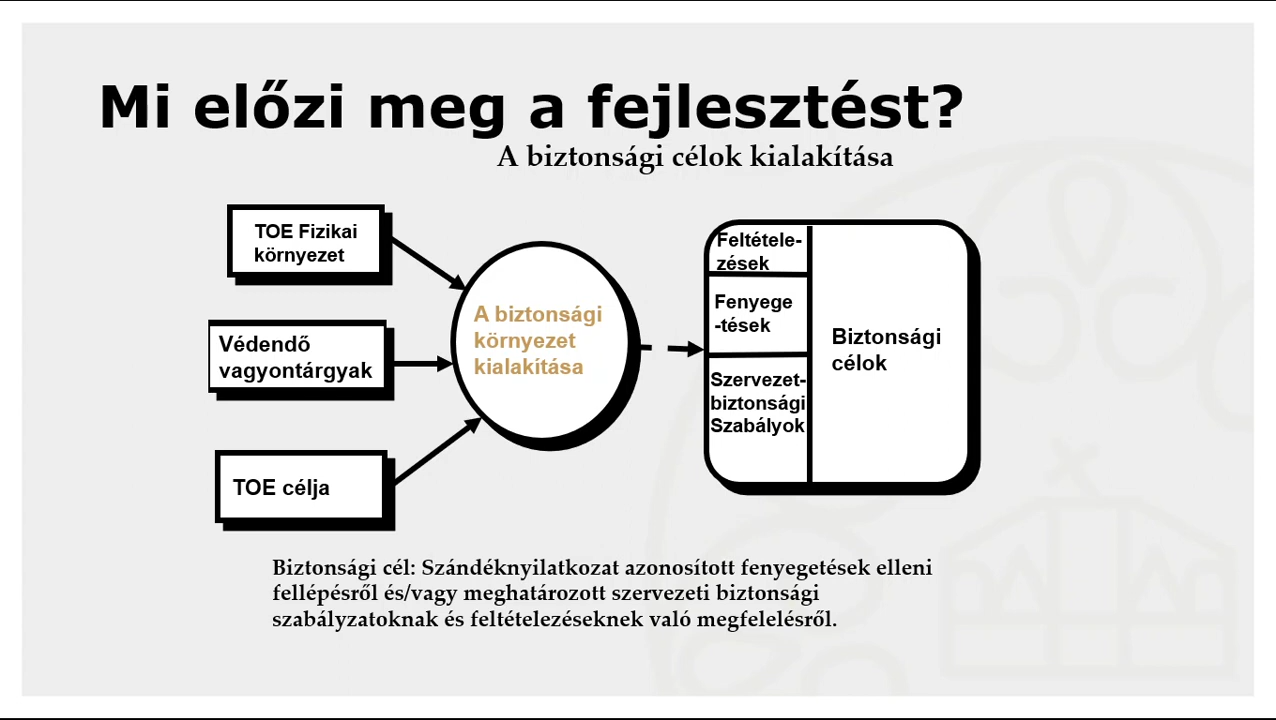 Mi előzi meg a fejlesztést?
A biztonsági célok kialakítása
TOE Fizikai
környezet
Védendő
vagyontárgyak
TOE célja
A biztonsági
környezet
kialakítása
Feltétele-
zések
Fenyege
-tések
Szervezet-
biztonsági
Szabályok
Biztonsági
célok
Biztonsági cél: Szándéknyilatkozat azonosított fenyegetések elleni
fellépésről és/vagy meghatározott szervezeti biztonsági
szabályzatoknak és feltételezéseknek való megfelelésről.